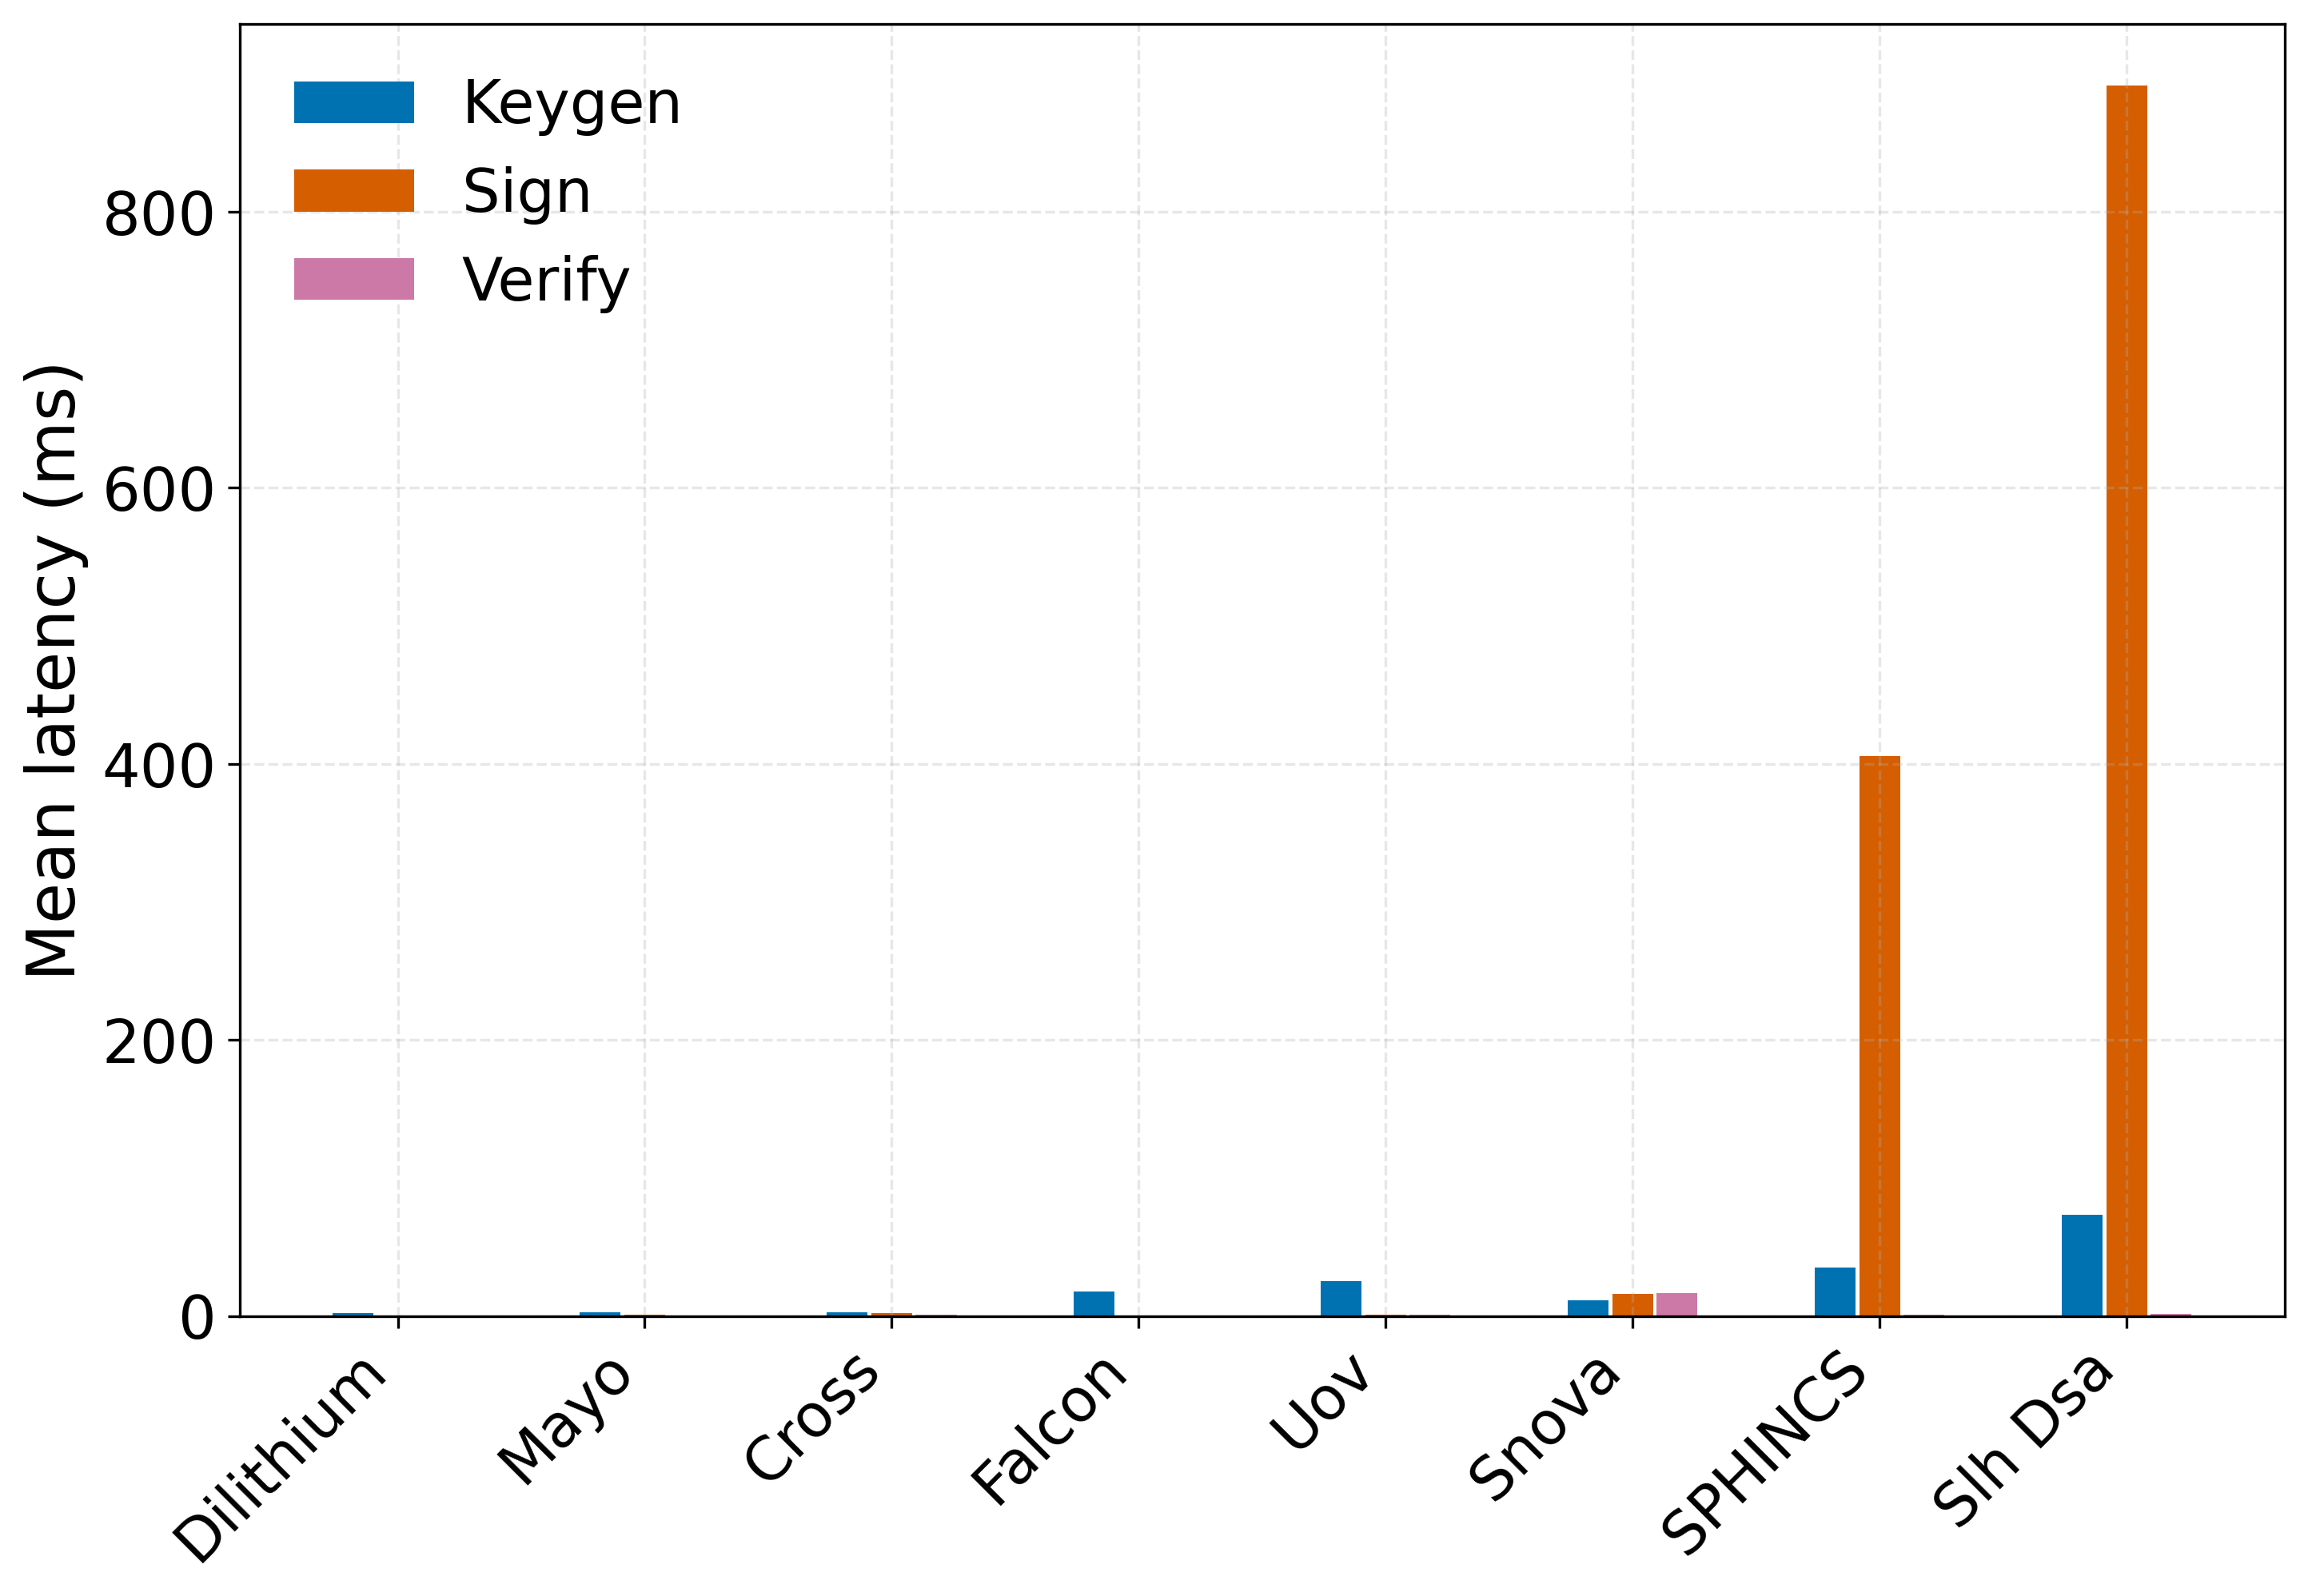 Keygen
Sign
Verify
Mean latency (ms)
800
600
400
200
0
Dilithium
Mayo
Cross
Falcon
Uov
Snova
SPHINCS
Slh Dsa